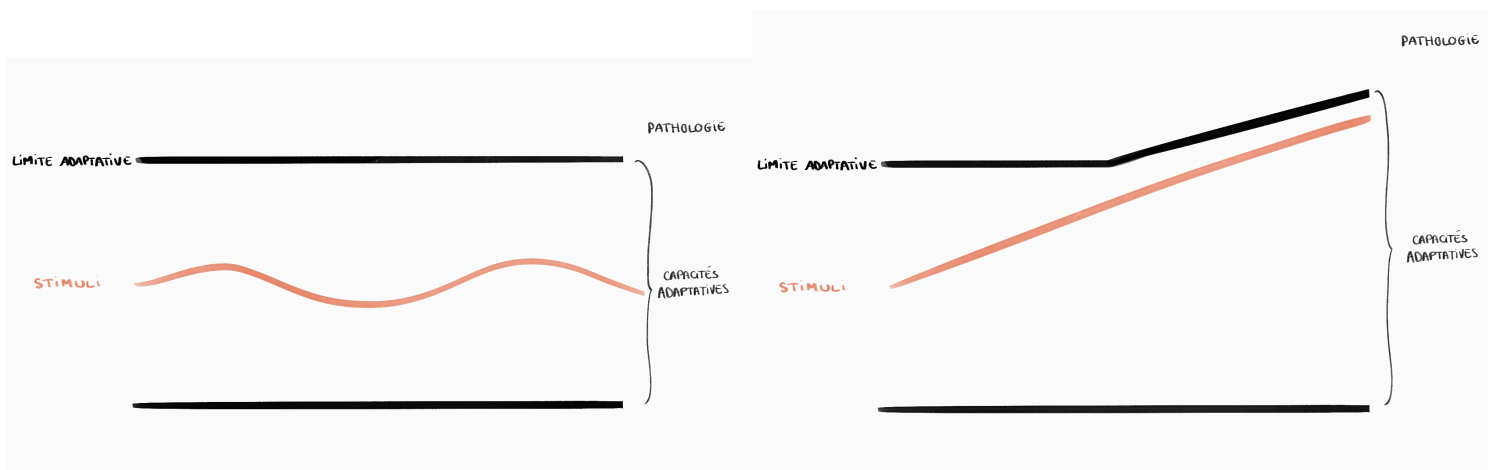 PATHOLOGIE
LIMITE ADAPTATIVE
STIMULI
CAPACITÉS
ADAPTATIVES
PATHOLOGIE
LIMITE ADAPTATIVE
STIMULI
CAPACITÉS
ADAPTATIVES